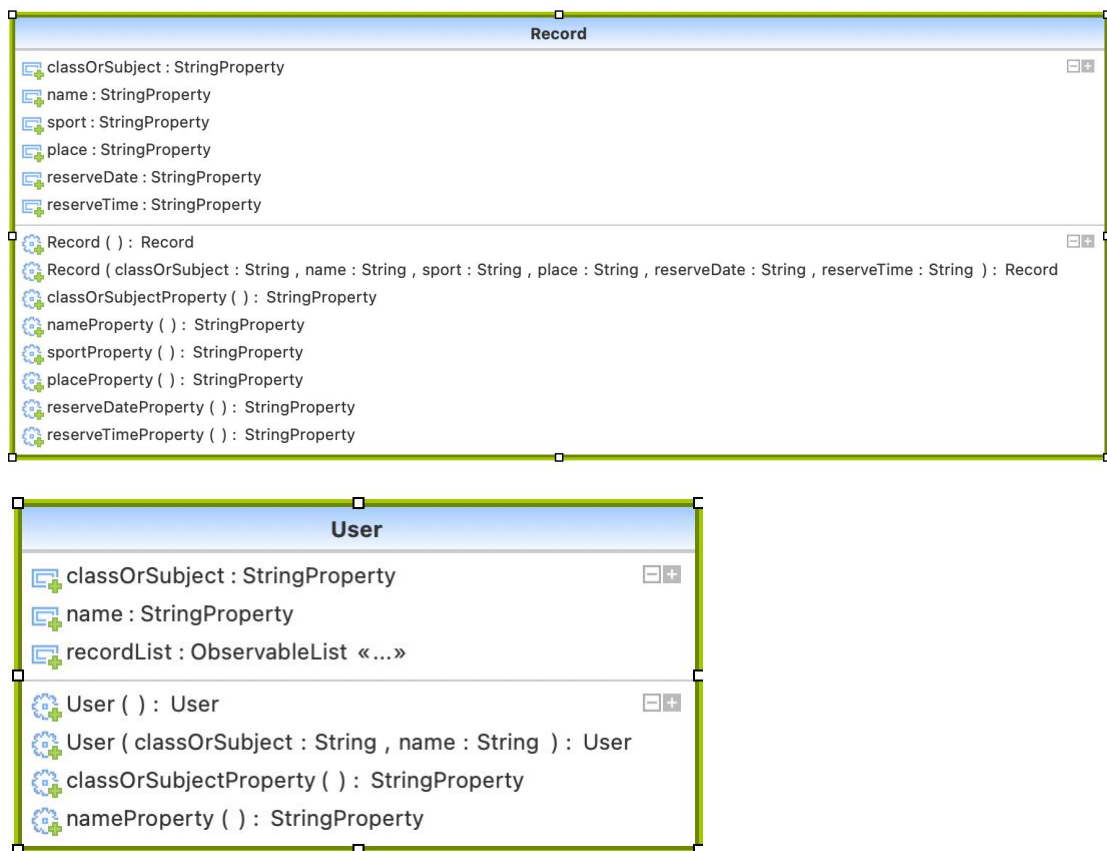 Record
classOrSubject : StringProperty
name : StringProperty
sport : StringProperty
place : StringProperty
reserveDate : StringProperty
reserveTime : StringProperty
Record ( ) : Record
Record ( classOrSubject : String , name : String , sport : String , place : String , reserveDate : String , reserveTime : String ) : Record
classOrSubjectProperty ( ) : StringProperty
nameProperty ( ) : StringProperty
sportProperty ( ) : StringProperty
placeProperty ( ) : StringProperty
reserveDateProperty ( ) : StringProperty
reserveTimeProperty ( ) : StringProperty
User
classOrSubject : StringProperty
name : StringProperty
recordList : ObservableList «...»
User ( ) : User
User ( classOrSubject : String , name : String ) : User
classOrSubjectProperty ( ) : StringProperty
nameProperty ( ) : StringProperty